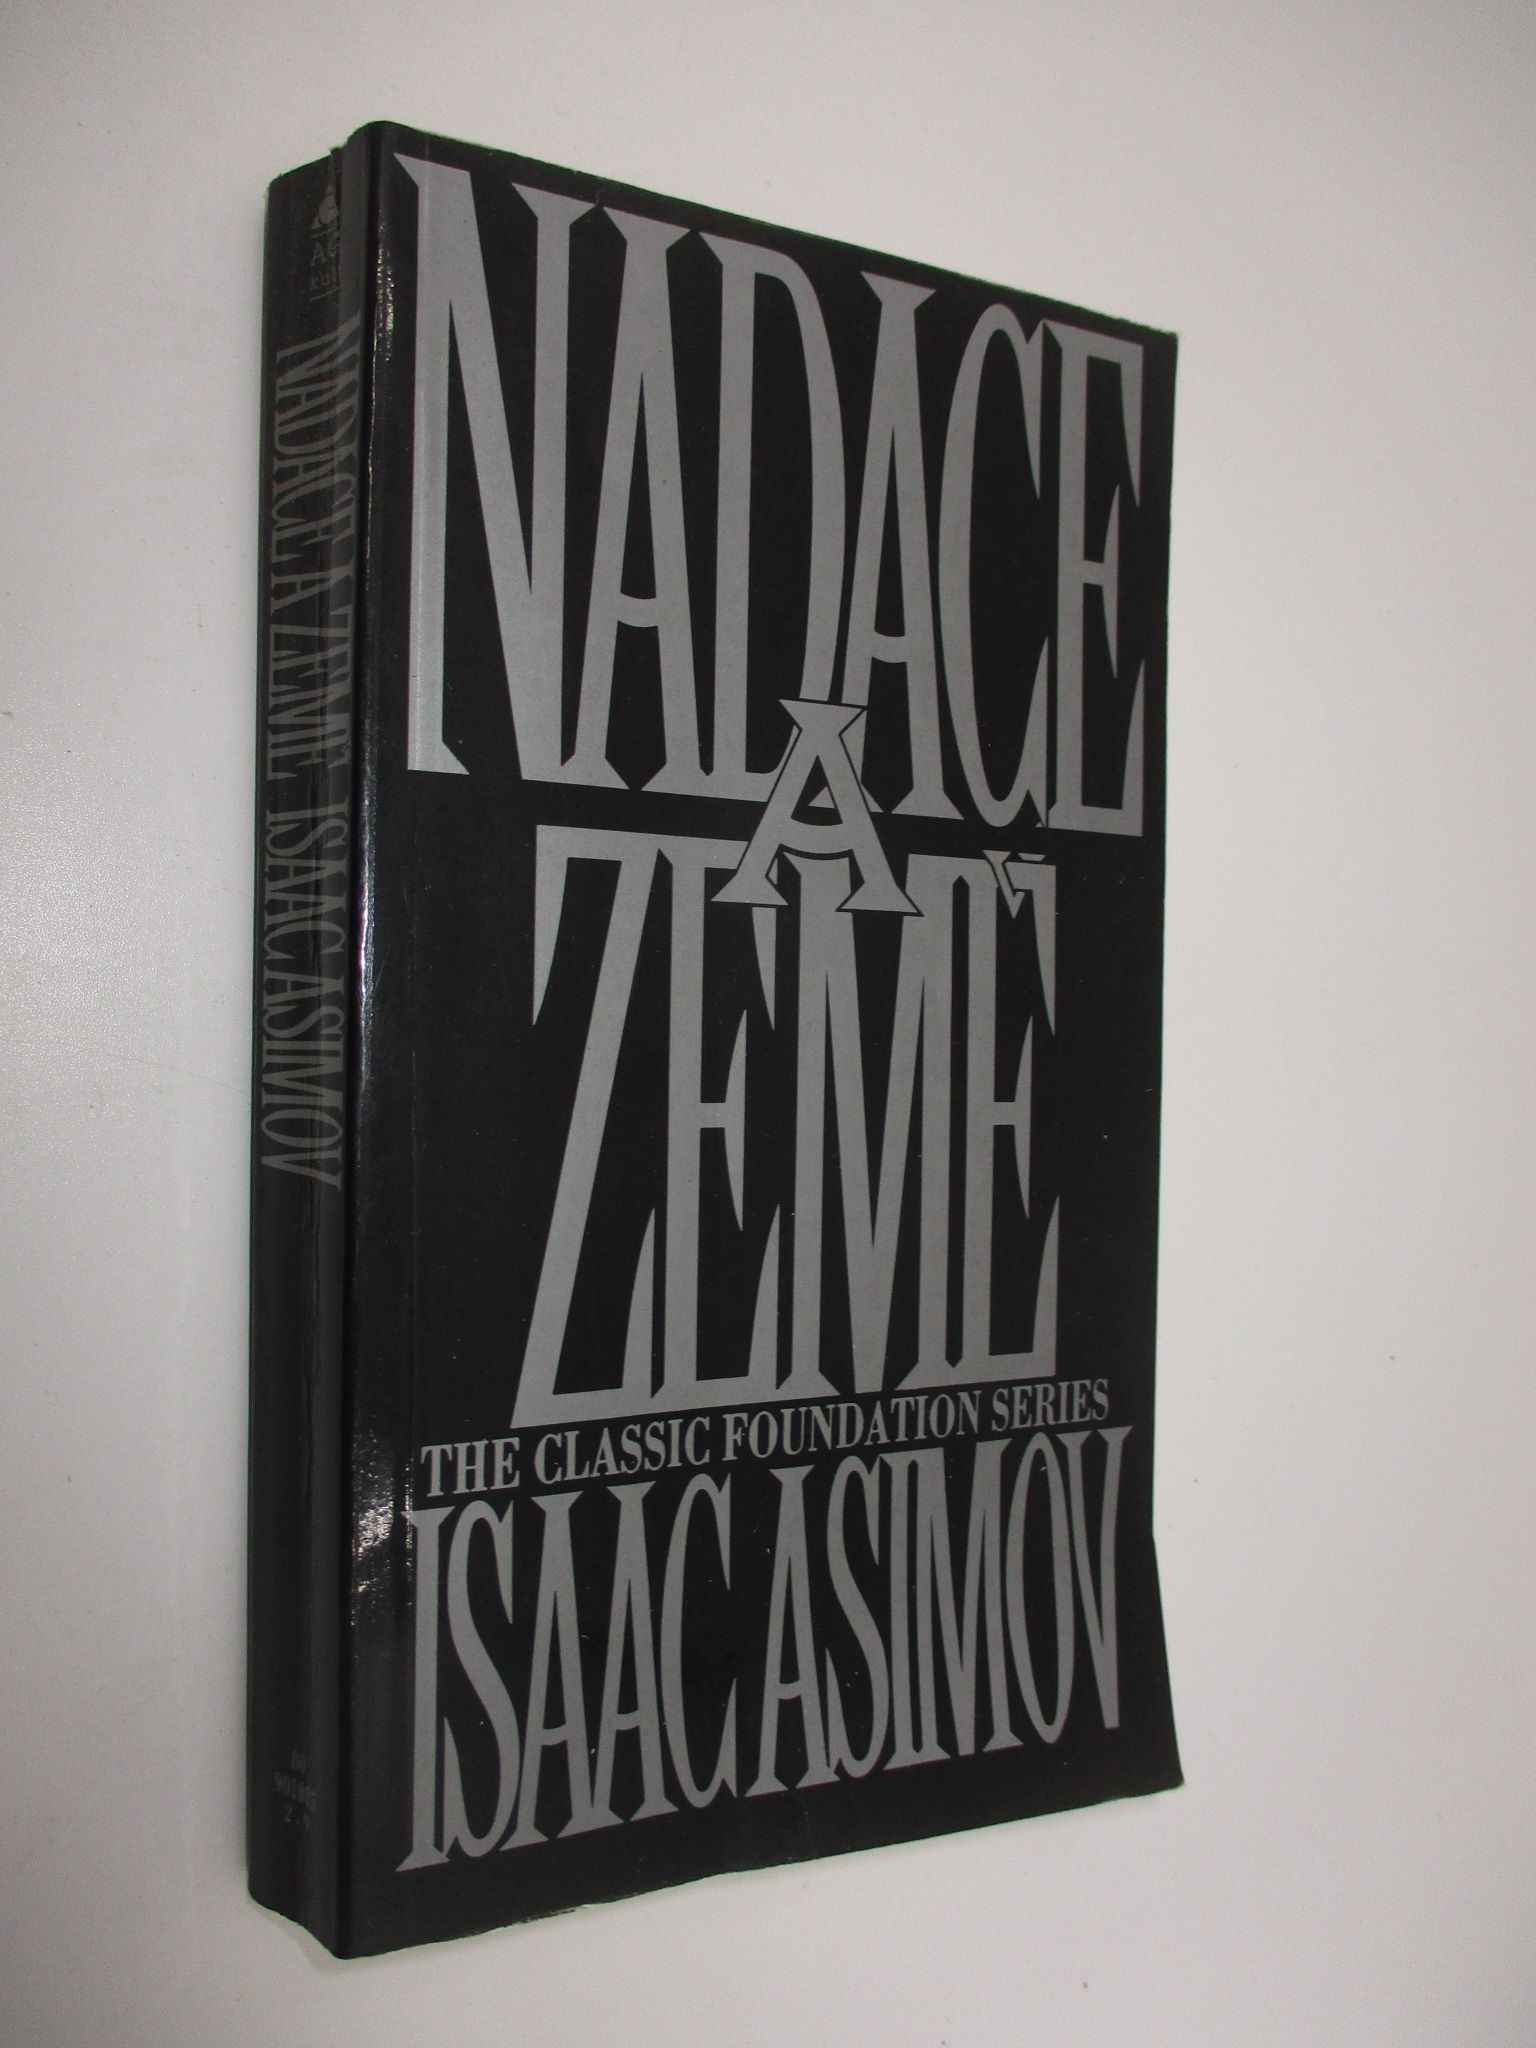 NADACE
A
ZEMĚ
THE CLASSIC FOUNDATION SERIES
ISAAC ASIMOV
NADACE A ZEMĚ ISAAC ASIMOV